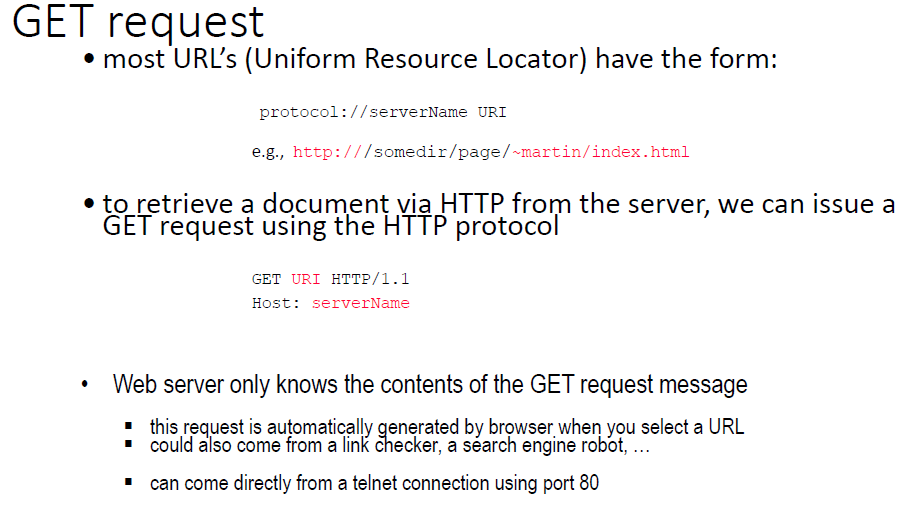 GET request
• most URL’s (Uniform Resource Locator) have the form:
protocol://serverName URI
e.g., http:///somedir/page/~martin/index.html
• to retrieve a document via HTTP from the server, we can issue a
GET request using the HTTP protocol
GET URI HTTP/1.1
Host: serverName
• Web server only knows the contents of the GET request message
▪ this request is automatically generated by browser when you select a URL
▪ could also come from a link checker, a search engine robot, …
▪ can come directly from a telnet connection using port 80